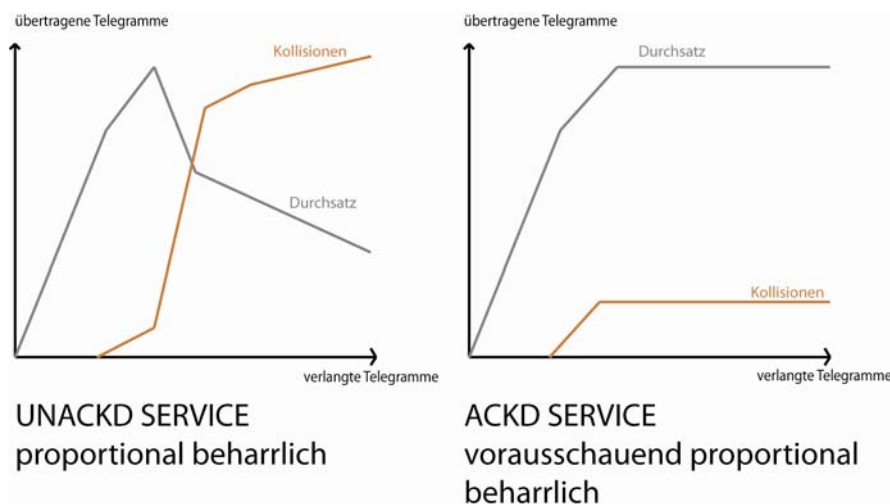 übertragene Telegramme
Kollisionen
Durchsatz
verlangte Telegramme
UNACKD SERVICE
proportional beharrlich
übertragene Telegramme
Durchsatz
Kollisionen
verlangte Telegramme
ACKD SERVICE
vorausschauend proportional
beharrlich